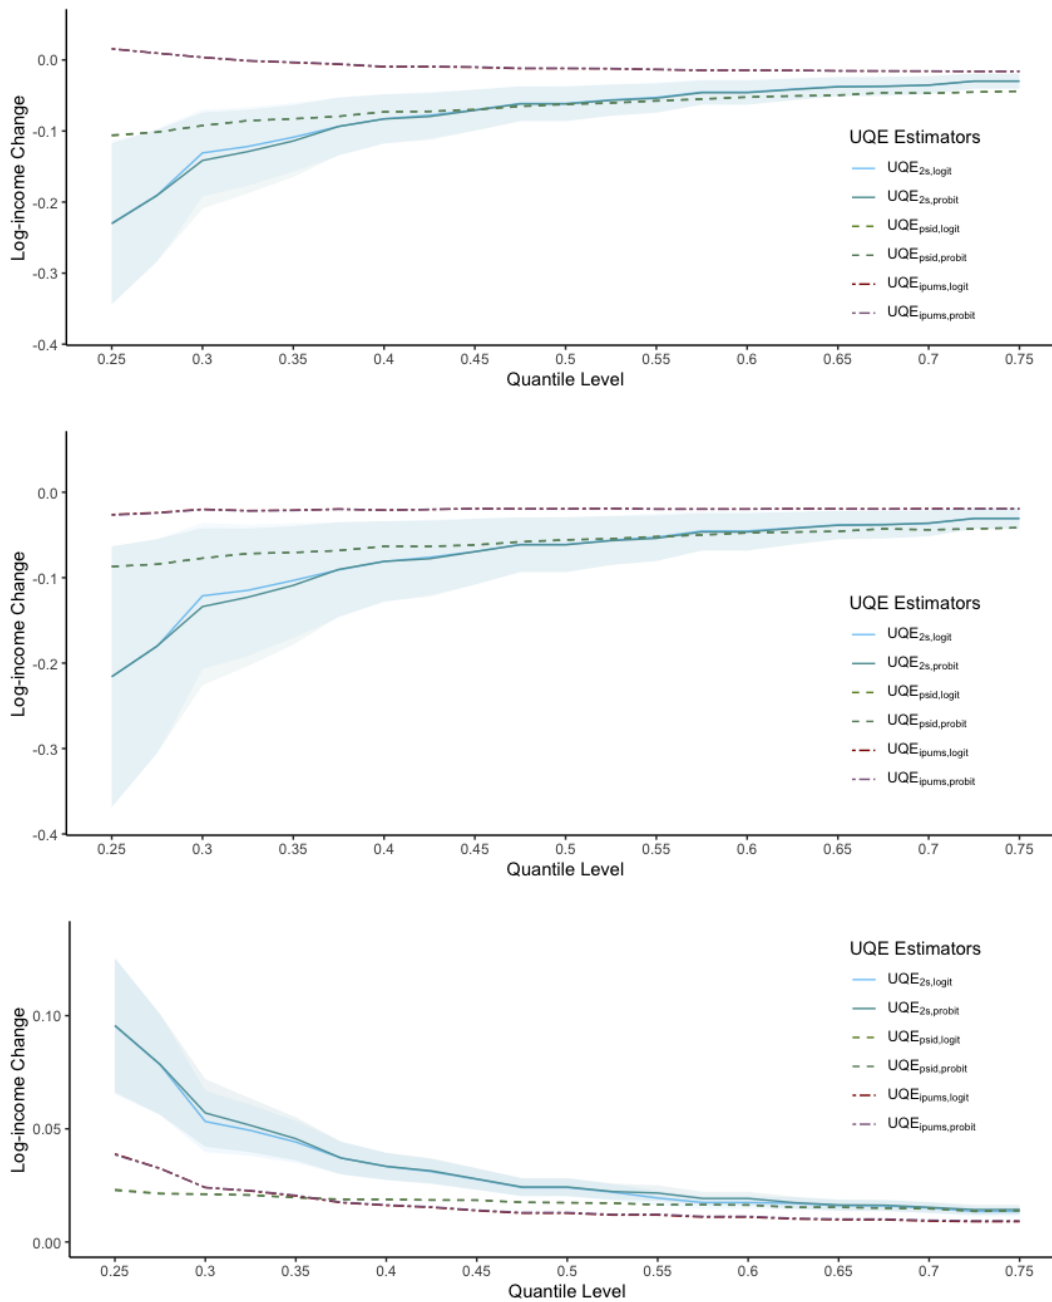 0.0
-0.1
-0.2
-0.3
-0.4
Log-income Change
0.25 0.3 0.35 0.4 0.45 0.5 0.55 0.6 0.65 0.7 0.75
Quantile Level
UQE Estimators
UQE2s,logit
UQE2s,probit
UQEpsid,logit
UQEpsid,probit
UQEipums,logit
UQEipums,probit
0.0
-0.1
-0.2
-0.3
-0.4
Log-income Change
0.25 0.3 0.35 0.4 0.45 0.5 0.55 0.6 0.65 0.7 0.75
Quantile Level
UQE Estimators
UQE2s,logit
UQE2s,probit
UQEpsid,logit
UQEpsid,probit
UQEipums,logit
UQEipums,probit
0.10
0.05
0.00
Log-income Change
0.25 0.3 0.35 0.4 0.45 0.5 0.55 0.6 0.65 0.7 0.75
Quantile Level
UQE Estimators
UQE2s,logit
UQE2s,probit
UQEpsid,logit
UQEpsid,probit
UQEipums,logit
UQEipums,probit